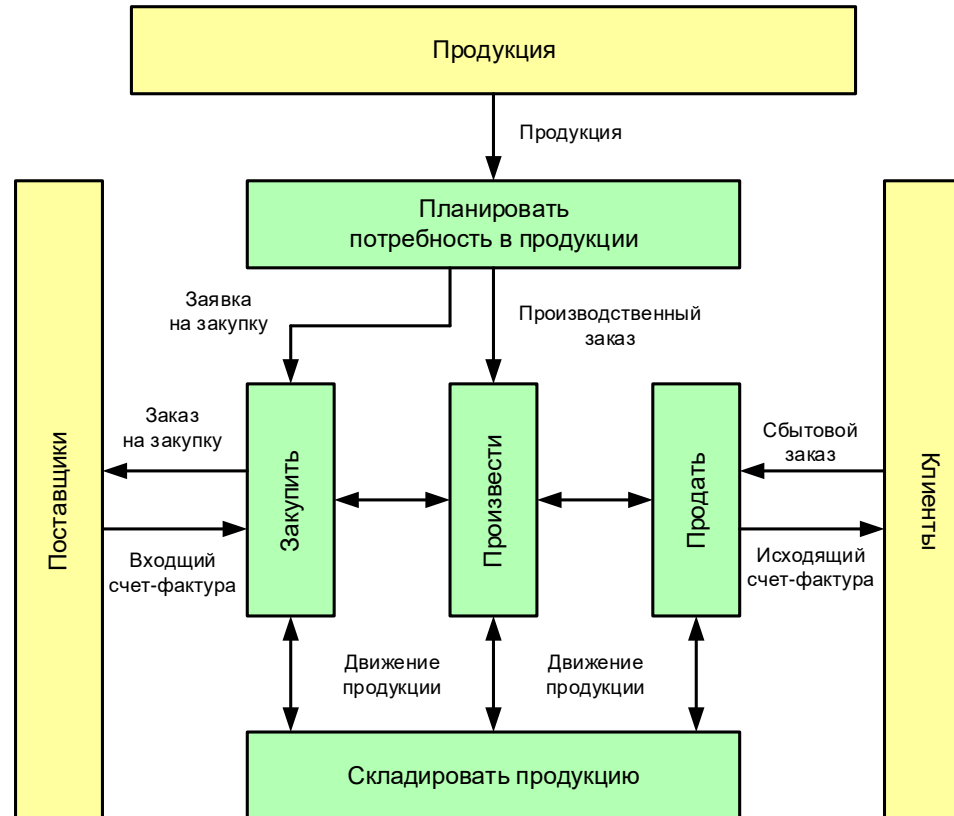 Продукция
Продукция
Планировать
потребность в продукции
Заявка
на закупку
Производственный
заказ
Поставщики
Заказ
на закупку
Входщий
счет-фактура
Закупить
Произвести
Продать
Сбытовой
заказ
Исходящий
счет-фактура
Клиенты
Движение
продукции
Движение
продукции
Складировать продукцию